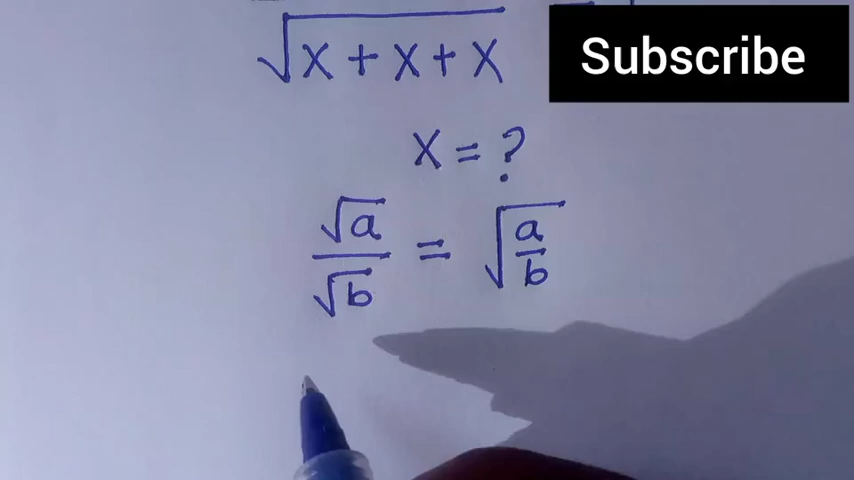 √(x + x + x)
Subscribe
x = ?
√a/√b = √(a/b)